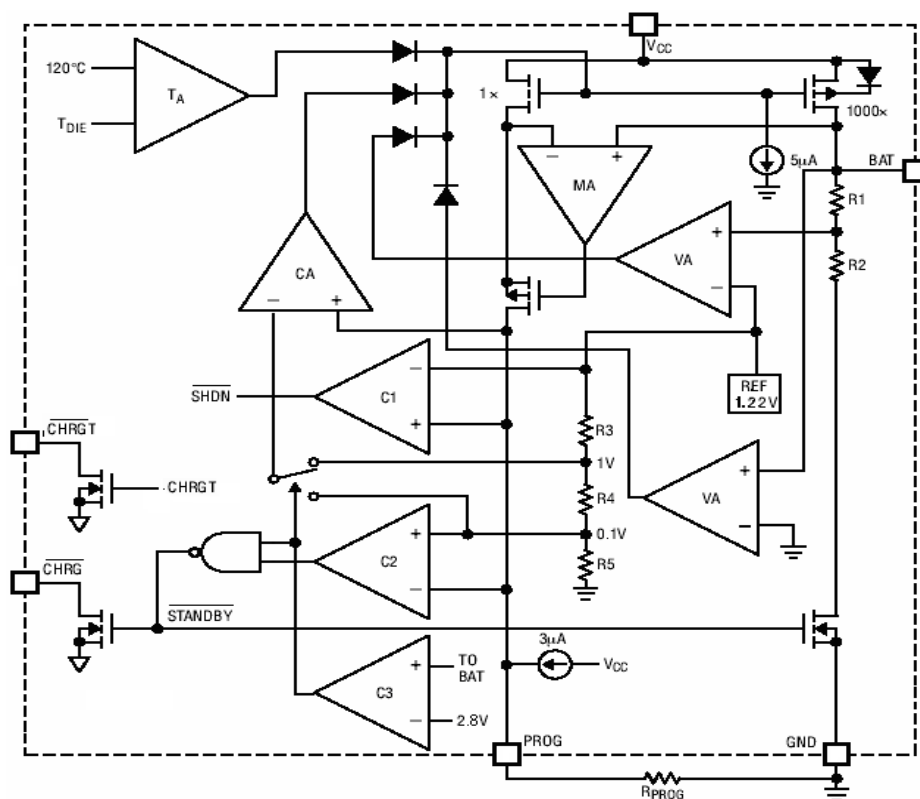 VCC
120°C
TA
TDIE
1×
1000×
5µA
BAT
MA
R1
VA
R2
CA
SHDN
C1
REF
1.22V
R3
CHRGT
CHRGT
1V
R4
VA
0.1V
C2
R5
CHRG
STANDBY
3µA
VCC
TO
BAT
C3
2.8V
PROG
GND
RPROG